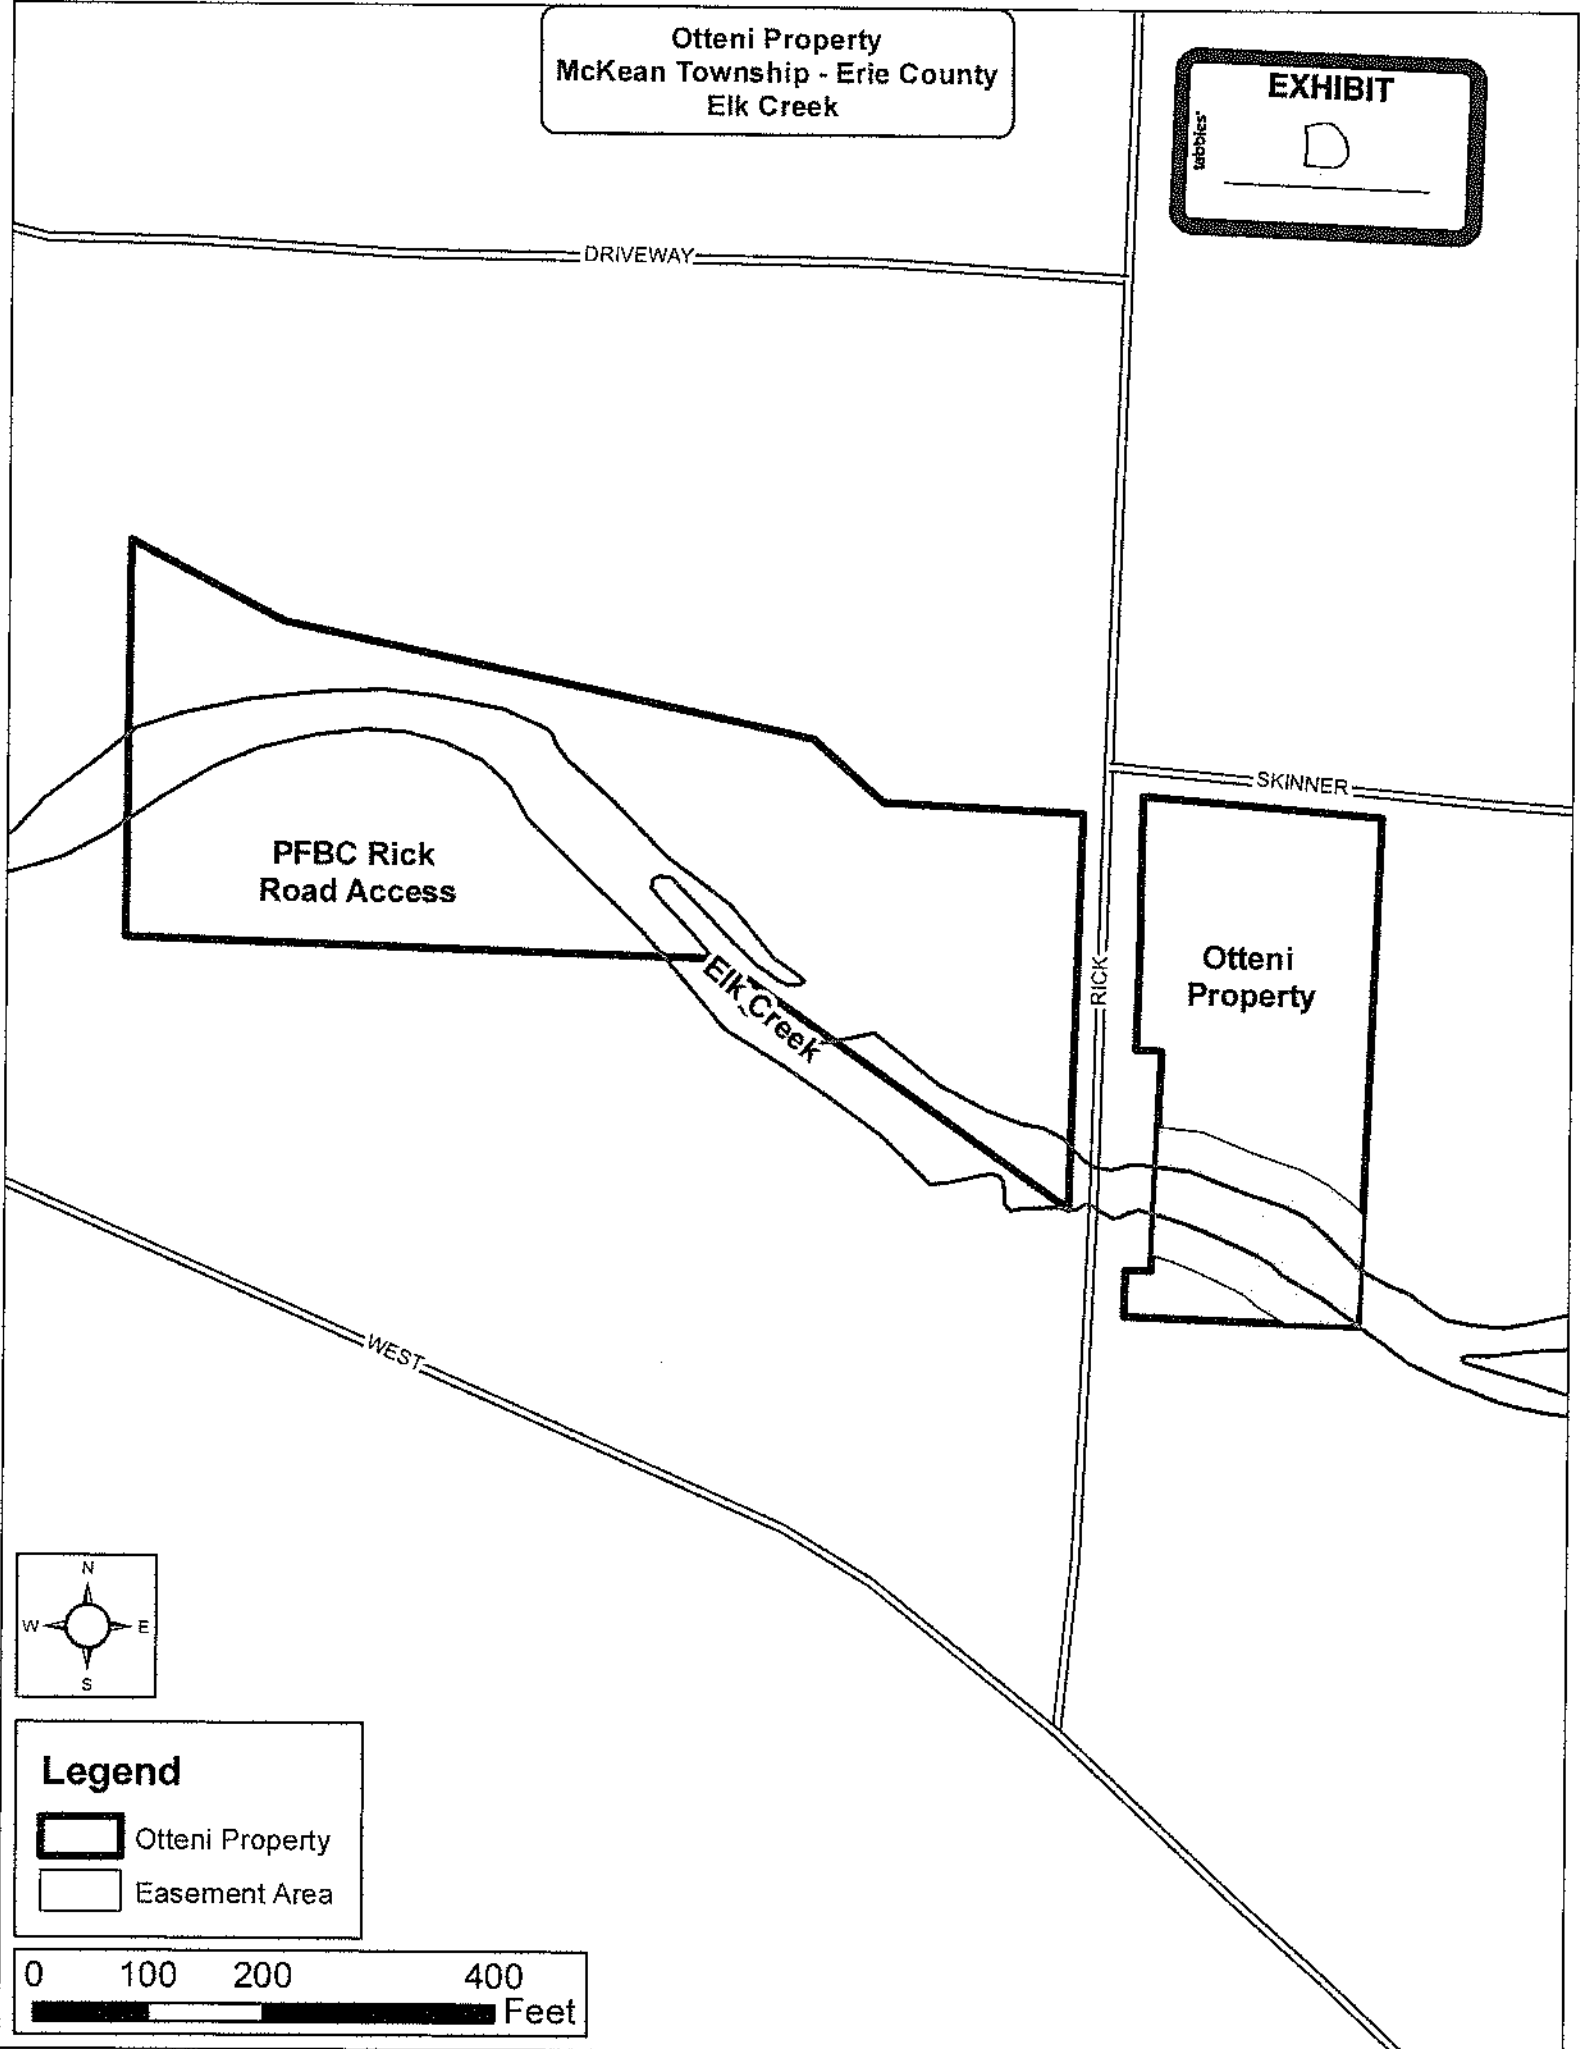 Otteni Property
McKean Township - Erie County
Elk Creek
EXHIBIT
tabbies'
D
DRIVEWAY
SKINNER
PFBC Rick
Road Access
Otteni
Property
RICK
Elk Creek
WEST
N
W
E
S
Legend
Otteni Property
Easement Area
0 100 200 400
Feet